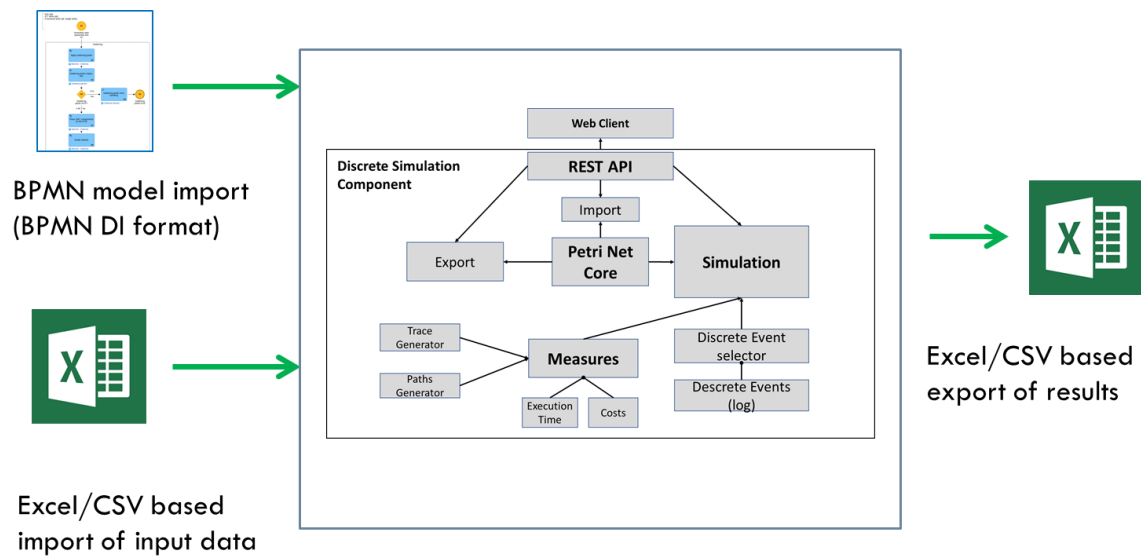 BPMN model import
(BPMN DI format)
X
Excel/CSV based
import of input data
Web Client
Discrete Simulation
Component
REST API
Import
Export
Petri Net
Core
Simulation
Trace
Generator
Paths
Generator
Measures
Execution
Time
Costs
Discrete Event
selector
Descrete Events
(log)
X
Excel/CSV based
export of results